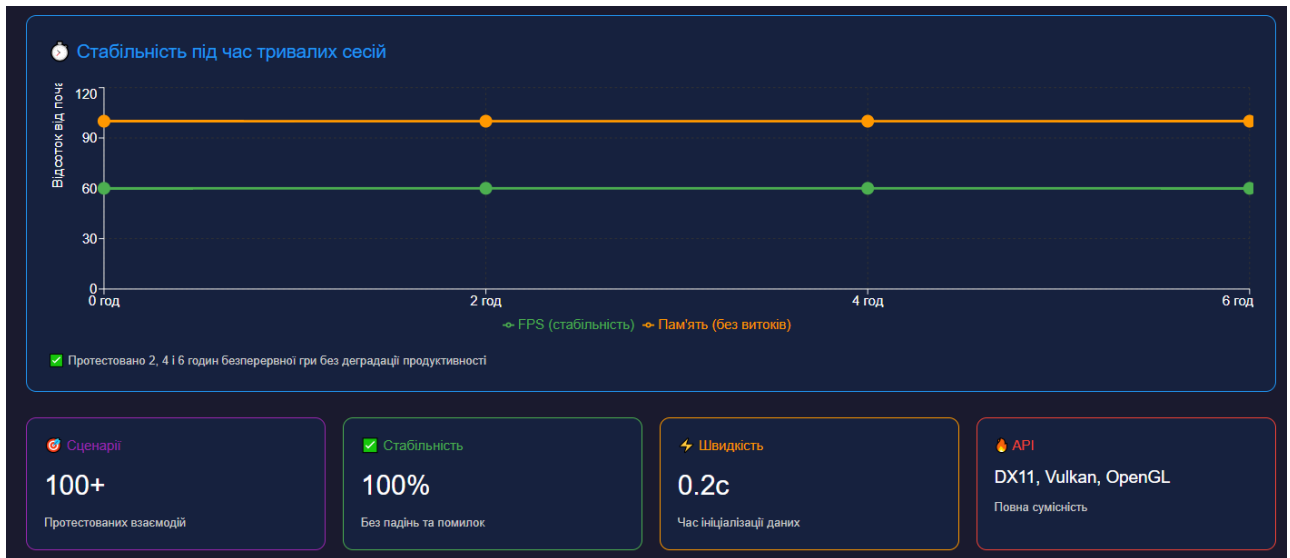 Стабільність під час тривалих сесій
Відсоток від
120
90
60
30
0
0 год
2 год
4 год
6 год
FPS (стабільність)
Пам'ять (без витоків)
Протестовано 2, 4 і 6 годин безперервної гри без деградації продуктивності
Сценарії
100+
Протестованих взаємодій
Стабільність
100%
Без падінь та помилок
Швидкість
0.2с
Час ініціалізації даних
API
DX11, Vulkan, OpenGL
Повна сумісність